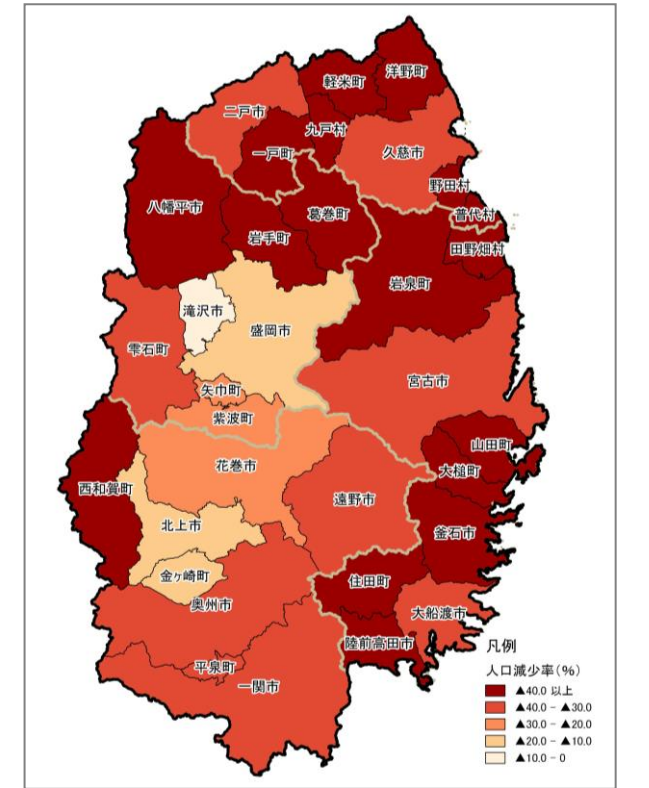 軽米町
洋野町
二戸市
九戸村
一戸町
久慈市
野田村
八幡平市
葛巻町
普代村
岩手町
田野畑村
岩泉町
滝沢市
盛岡市
雫石町
宮古市
矢巾町
紫波町
山田町
花巻市
大槌町
西和賀町
遠野市
北上市
釜石市
金ヶ崎町
住田町
奥州市
大船渡市
陸前高田市
平泉町
一関市
凡例
人口減少率(%)
▲40.0 以上
▲40.0 - ▲30.0
▲30.0 - ▲20.0
▲20.0 - ▲10.0
▲10.0 - 0